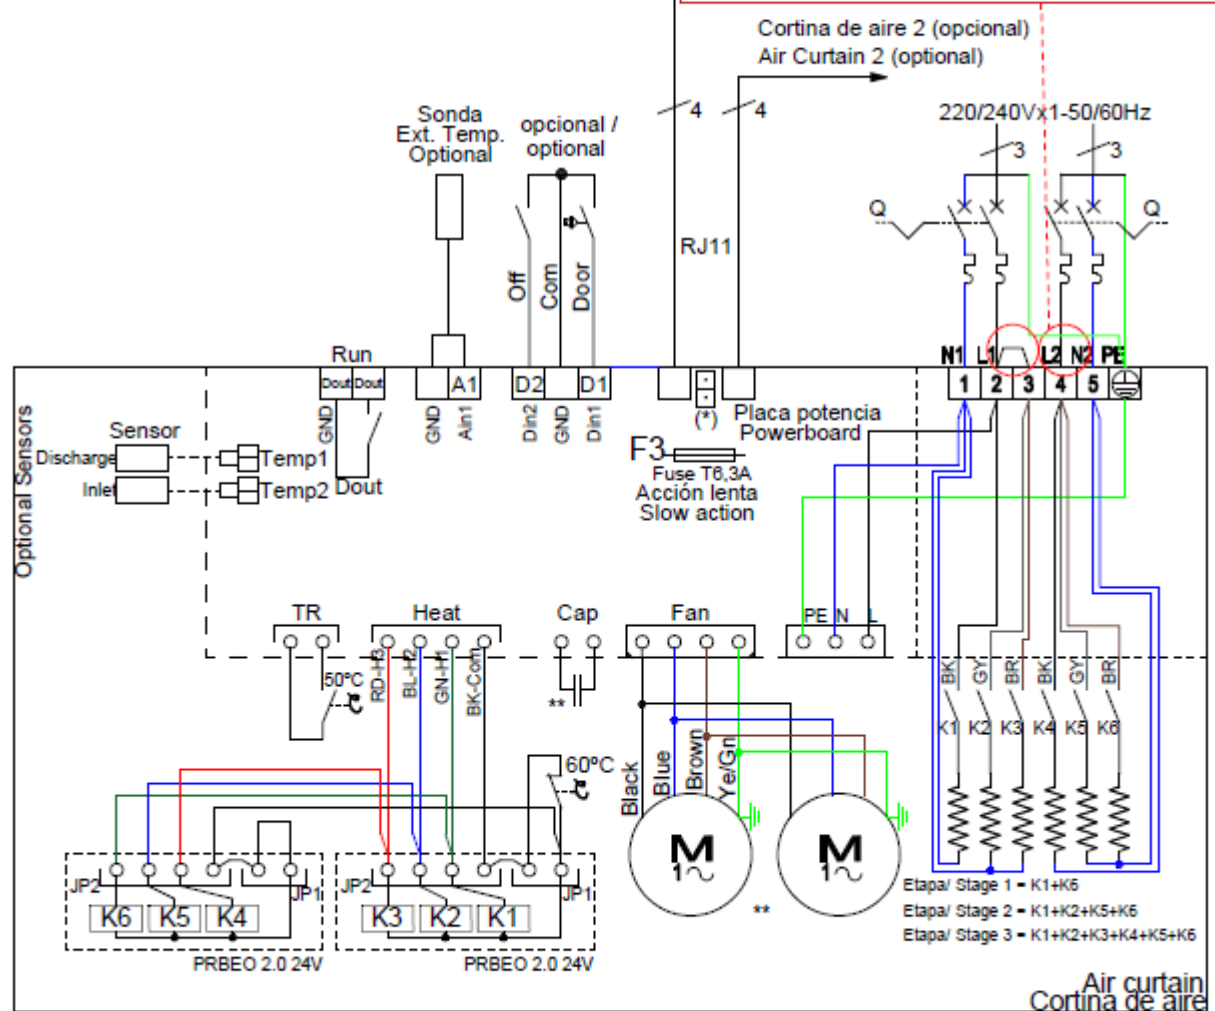 Cortina de aire 2 (opcional)
Air Curtain 2 (optional)
Sonda
Ext. Temp.
Optional
opcional /
optional
4
4
220/240Vx1-50/60Hz
3
3
Q
Q
RJ11
Off
Com
Door
Run
N1
L1
L2
N2
PE
Dout
Dout
A1
D2
D1
1
2
3
4
5
GND
GND
Ain1
Din2
GND
Din1
(*)
Placa potencia
Powerboard
Optional Sensors
Sensor
Discharge
Temp1
Inlet
Temp2
Dout
F3
Fuse T6,3A
Acción lenta
Slow action
TR
Heat
Cap
Fan
PE
N
L
50ºC
RD-H3
BL-H2
GN-H1
BK-Com
**
BK
GY
BR
BK
GY
BR
K1
K2
K3
K4
K5
K6
60ºC
Black
Blue
Brown
Ye/Gn
M
1
M
1
**
JP2
JP1
JP2
JP1
K6
K5
K4
K3
K2
K1
PRBEO 2.0 24V
PRBEO 2.0 24V
Etapa/ Stage 1 = K1+K6
Etapa/ Stage 2 = K1+K2+K5+K6
Etapa/ Stage 3 = K1+K2+K3+K4+K5+K6
Air curtain
Cortina de aire